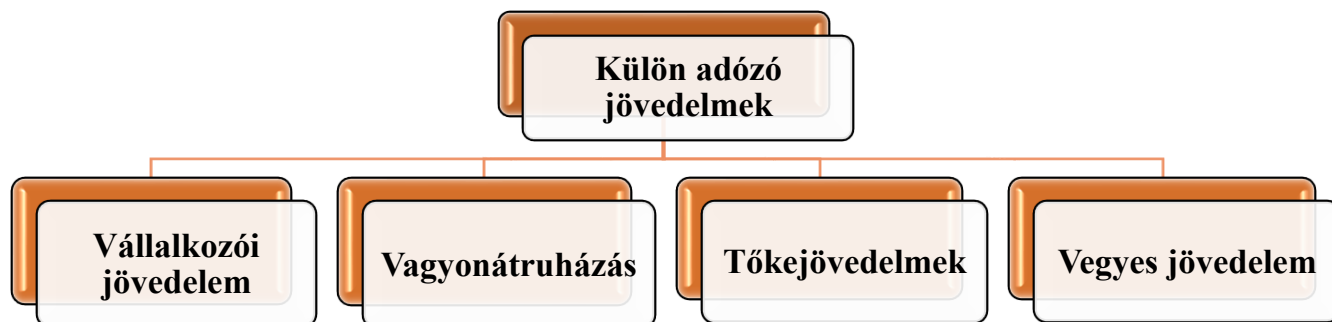 Külön adózó
jövedelmek
Vállalkozói
jövedelem
Vagyonátruházás
Tőkejövedelmek
Vegyes jövedelem